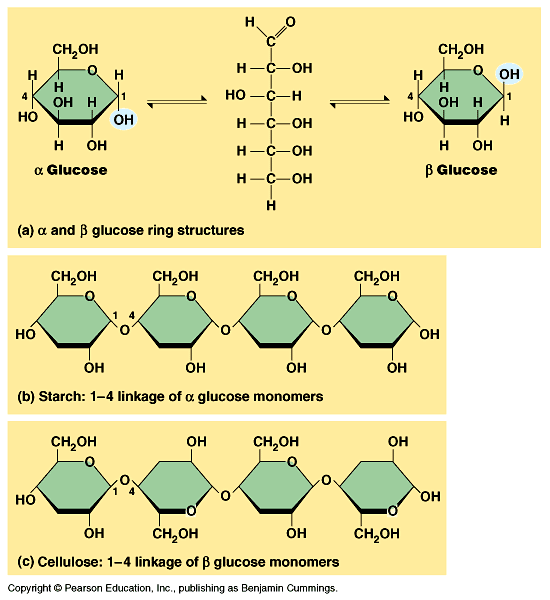 H O
C
CH₂OH
H O H
H
4 OH H 1
HO OH
H OH
α Glucose
H—C—OH
HO—C—H
H—C—OH
H—C—OH
H—C—OH
H
CH₂OH
H O OH
H
4 OH H 1
HO H
H OH
β Glucose
(a) α and β glucose ring structures
CH₂OH CH₂OH CH₂OH CH₂OH
O O O O
1 4
HO O O O OH
OH OH OH OH
(b) Starch: 1–4 linkage of α glucose monomers
CH₂OH OH CH₂OH OH
O O O O
HO 1 4 O OH
OH O OH O
CH₂OH CH₂OH
(c) Cellulose: 1–4 linkage of β glucose monomers
Copyright © Pearson Education, Inc., publishing as Benjamin Cummings.